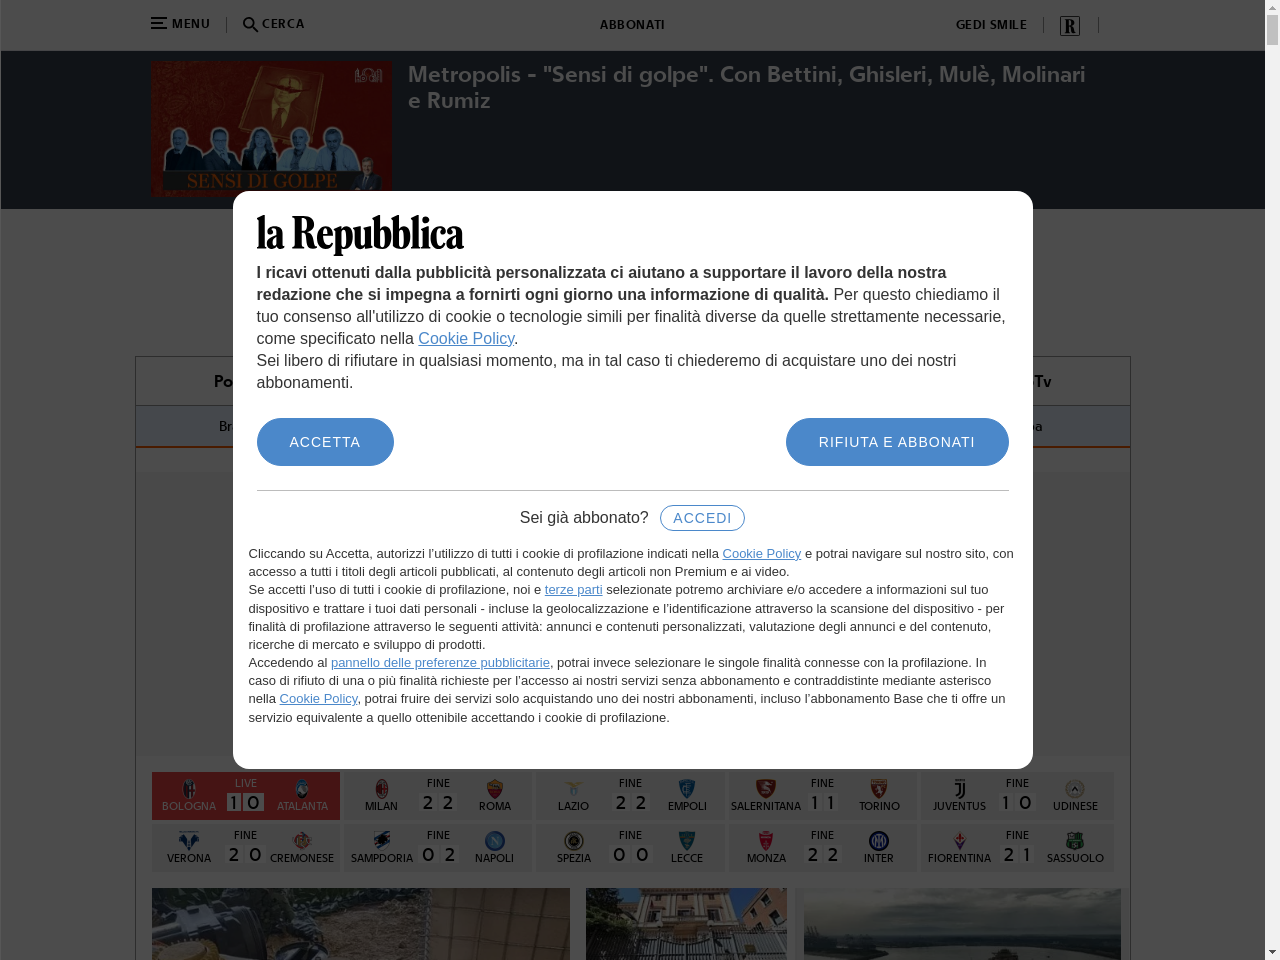 MENU
CERCA
ABBONATI
GEDI SMILE
R
Metropolis - "Sensi di golpe". Con Bettini, Ghisleri, Mulè, Molinari
e Rumiz
SENSI DI GOLPE
la Repubblica
I ricavi ottenuti dalla pubblicità personalizzata ci aiutano a supportare il lavoro della nostra
redazione che si impegna a fornirti ogni giorno una informazione di qualità. Per questo chiediamo il
tuo consenso all'utilizzo di cookie o tecnologie simili per finalità diverse da quelle strettamente necessarie,
come specificato nella Cookie Policy.
Sei libero di rifiutare in qualsiasi momento, ma in tal caso ti chiederemo di acquistare uno dei nostri
abbonamenti.
ACCETTA
RIFIUTA E ABBONATI
Sei già abbonato? ACCEDI
Cliccando su Accetta, autorizzi l’utilizzo di tutti i cookie di profilazione indicati nella Cookie Policy e potrai navigare sul nostro sito, con
accesso a tutti i titoli degli articoli pubblicati, al contenuto degli articoli non Premium e ai video.
Se accetti l’uso di tutti i cookie di profilazione, noi e terze parti selezionate potremo archiviare e/o accedere a informazioni sul tuo
dispositivo e trattare i tuoi dati personali - incluse la geolocalizzazione e l’identificazione attraverso la scansione del dispositivo - per
finalità di profilazione attraverso le seguenti attività: annunci e contenuti personalizzati, valutazione degli annunci e del contenuto,
ricerche di mercato e sviluppo di prodotti.
Accedendo al pannello delle preferenze pubblicitarie, potrai invece selezionare le singole finalità connesse con la profilazione. In
caso di rifiuto di una o più finalità richieste per l’accesso ai nostri servizi senza abbonamento e contraddistinte mediante asterisco
nella Cookie Policy, potrai fruire dei servizi solo acquistando uno dei nostri abbonamenti, incluso l’abbonamento Base che ti offre un
servizio equivalente a quello ottenibile accettando i cookie di profilazione.
LIVE
BOLOGNA 1 0 ATALANTA
FINE
MILAN 2 2 ROMA
FINE
LAZIO 2 2 EMPOLI
FINE
SALERNITANA 1 1 TORINO
FINE
JUVENTUS 1 0 UDINESE
FINE
VERONA 2 0 CREMONESE
FINE
SAMPDORIA 0 2 NAPOLI
FINE
SPEZIA 0 0 LECCE
FINE
MONZA 2 2 INTER
FINE
FIORENTINA 2 1 SASSUOLO